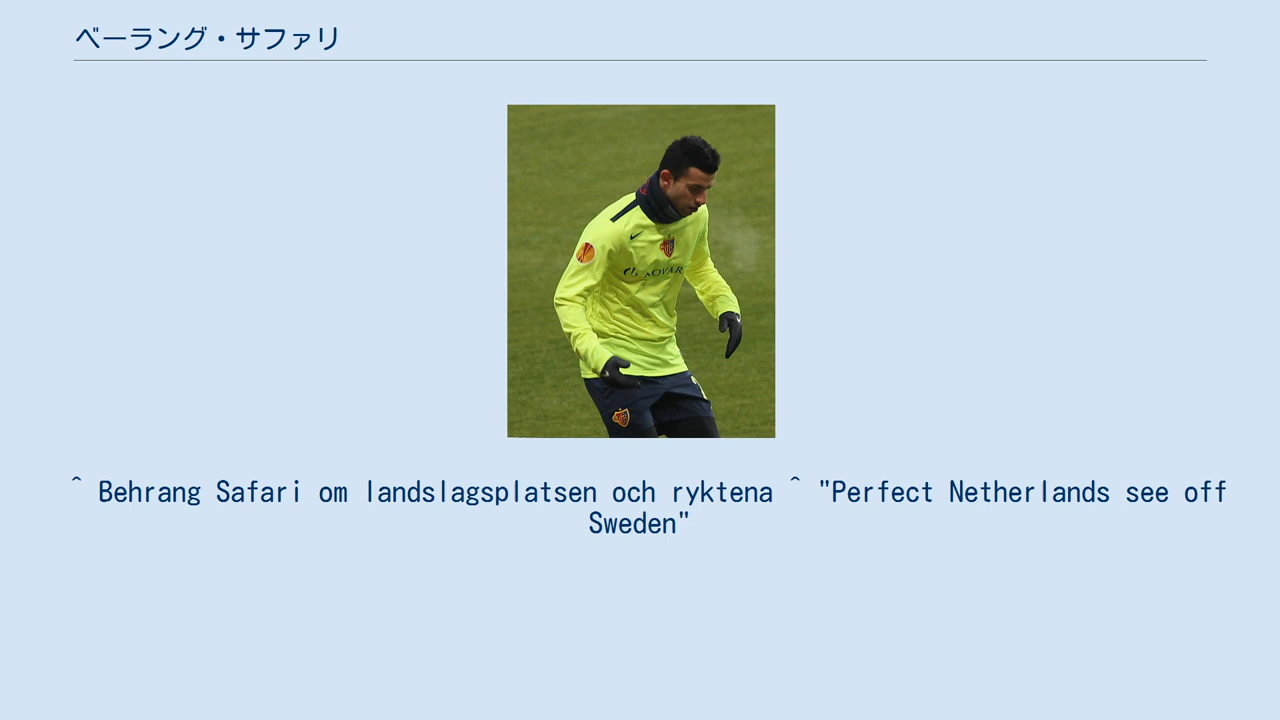 ベーラング・サファリ
NOVAR
^ Behrang Safari om landslagsplatsen och ryktena ^ "Perfect Netherlands see off
Sweden"